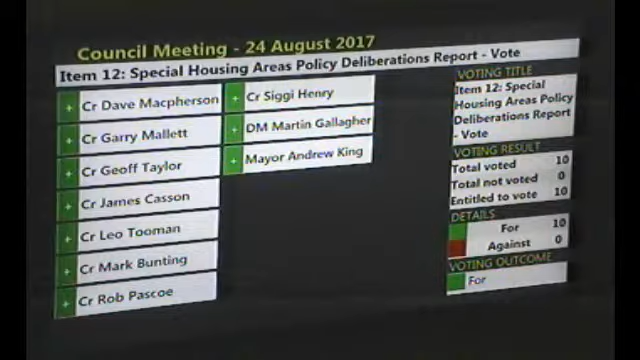 Council Meeting - 24 August 2017
Item 12: Special Housing Areas Policy Deliberations Report - Vote
+ Cr Dave Macpherson
+ Cr Garry Mallett
+ Cr Geoff Taylor
+ Cr James Casson
+ Cr Leo Tooman
+ Cr Mark Bunting
+ Cr Rob Pascoe
+ Cr Siggi Henry
+ DM Martin Gallagher
+ Mayor Andrew King
VOTING TITLE
Item 12: Special
Housing Areas Policy
Deliberations Report
- Vote
VOTING RESULT
Total voted 10
Total not voted 0
Entitled to vote 10
DETAILS
For 10
Against 0
VOTING OUTCOME
For